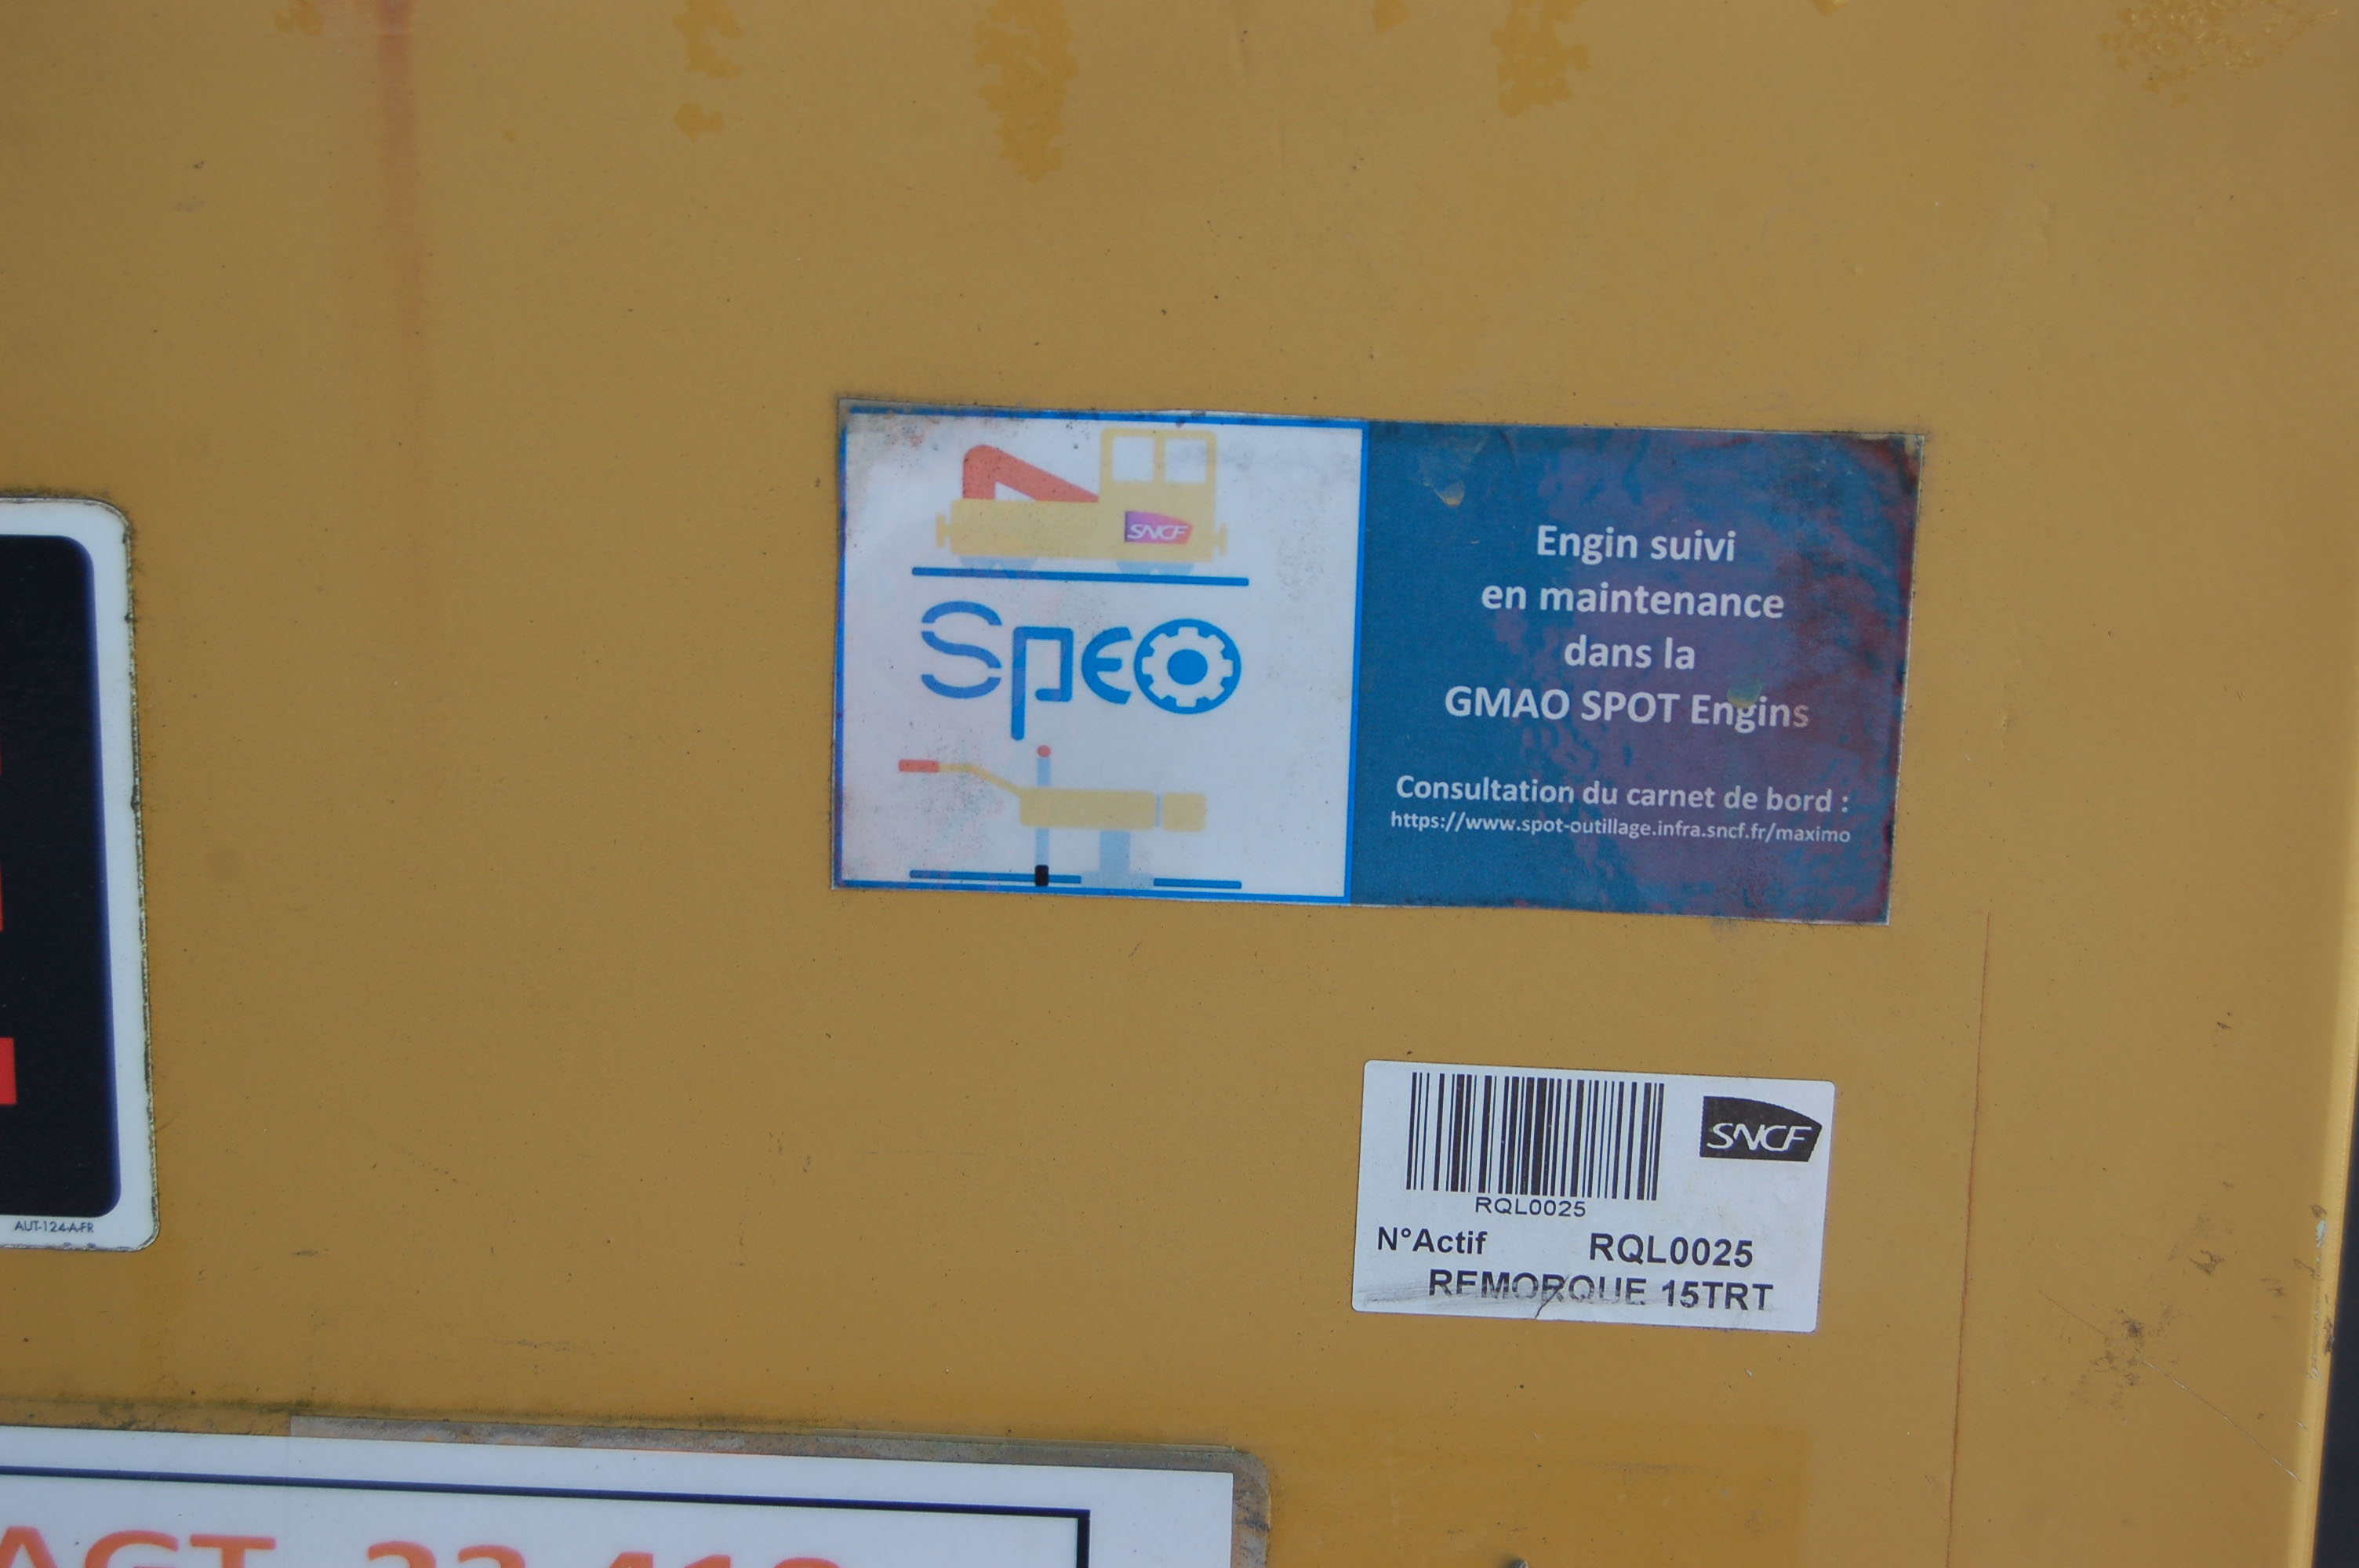 SNCF
Speo
Engin suivi
en maintenance
dans la
GMAO SPOT Engins
Consultation du carnet de bord :
https://www.spot-outillage.infra.sncf.fr/maximo
SNCF
RQL0025
N°Actif RQL0025
REMORQUE 15TRT
AUT-124-A-FR
AGT